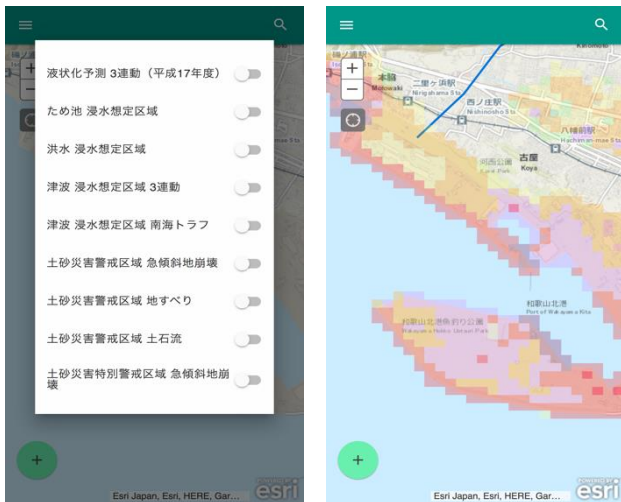 液状化予測 3連動（平成17年度）
ため池 浸水想定区域
洪水 浸水想定区域
津波 浸水想定区域 3連動
津波 浸水想定区域 南海トラフ
土砂災害警戒区域 急傾斜地崩壊
土砂災害警戒区域 地すべり
土砂災害警戒区域 土石流
土砂災害特別警戒区域 急傾斜地崩
壊
+
Esri Japan, Esri, HERE, Gar...
esri
+
−
本脇
Motowaki
二里ヶ浜駅
Nirigahama Sta
西ノ庄駅
Nishinosho Sta
八幡前駅
Hachiman-mae Sta
河西公園
古屋
Koya
和歌山北港
Port of Wakayama Kita
和歌山北港魚釣り公園
+
Esri Japan, Esri, HERE, Gar...
POWERED BY
esri